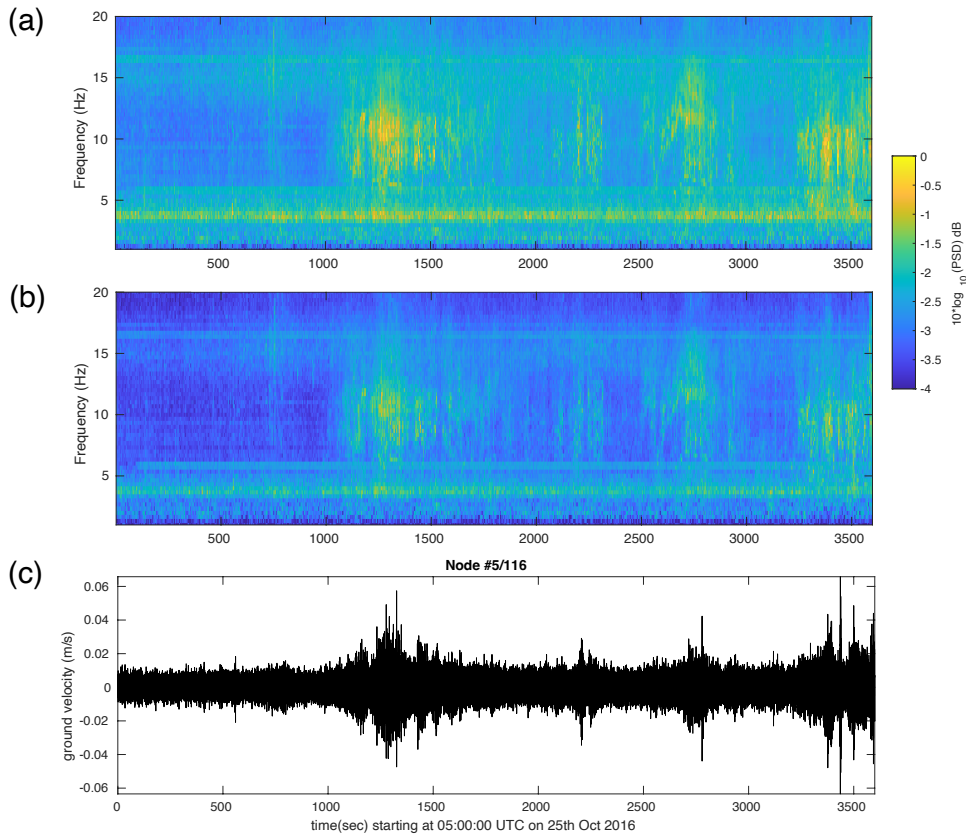 (a)
20
15
10
5
Frequency (Hz)
500 1000 1500 2000 2500 3000 3500
0
-0.5
-1
-1.5
-2
-2.5
-3
-3.5
-4
10*log10(PSD) dB
(b)
20
15
10
5
Frequency (Hz)
500 1000 1500 2000 2500 3000 3500
(c)
Node #5/116
0.06
0.04
0.02
0
-0.02
-0.04
-0.06
ground velocity (m/s)
0 500 1000 1500 2000 2500 3000 3500
time(sec) starting at 05:00:00 UTC on 25th Oct 2016